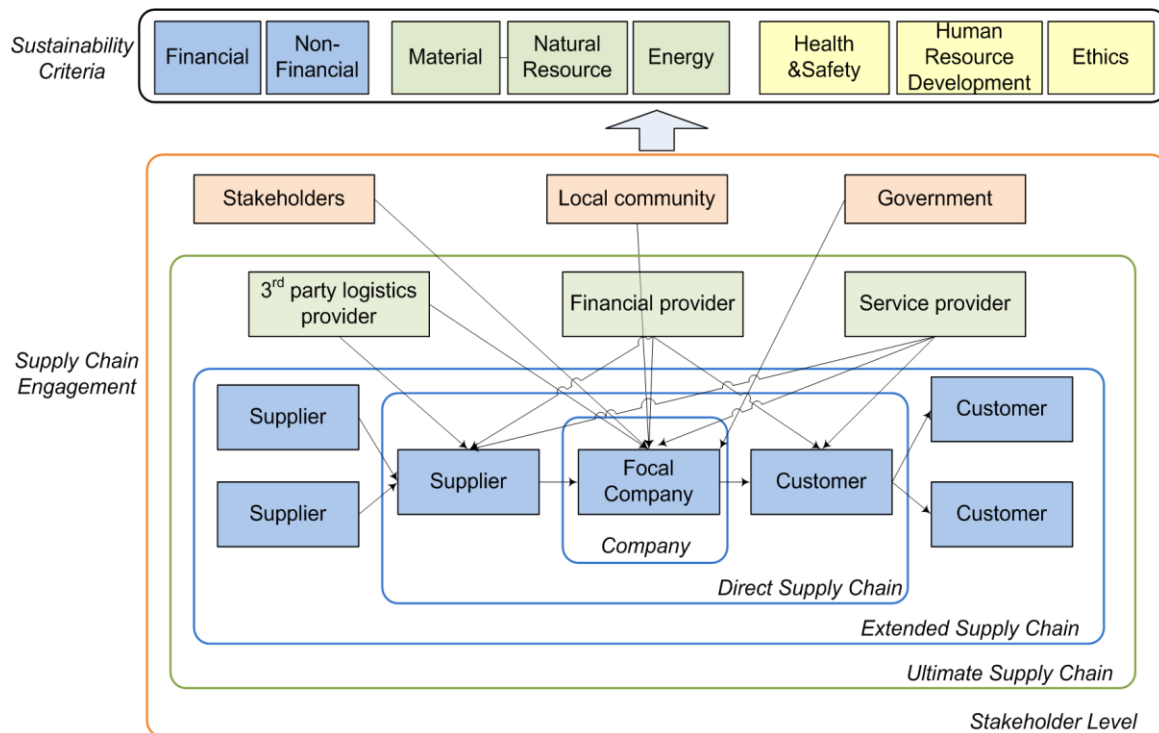 Sustainability
Criteria
Financial
Non-
Financial
Material
Natural
Resource
Energy
Health
&Safety
Human
Resource
Development
Ethics
Stakeholders
Local community
Government
3rd party logistics
provider
Financial provider
Service provider
Supply Chain
Engagement
Supplier
Customer
Supplier
Focal
Company
Customer
Supplier
Customer
Company
Direct Supply Chain
Extended Supply Chain
Ultimate Supply Chain
Stakeholder Level